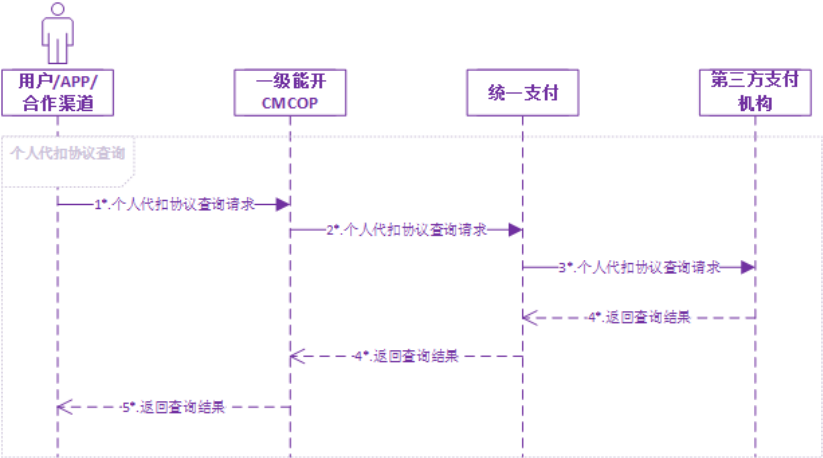 用户/APP/
合作渠道
一级能开
CMCOP
统一支付
第三方支付
机构
个人代扣协议查询
1*.个人代扣协议查询请求
2*.个人代扣协议查询请求
3*.个人代扣协议查询请求
4*.返回查询结果
4*.返回查询结果
5*.返回查询结果